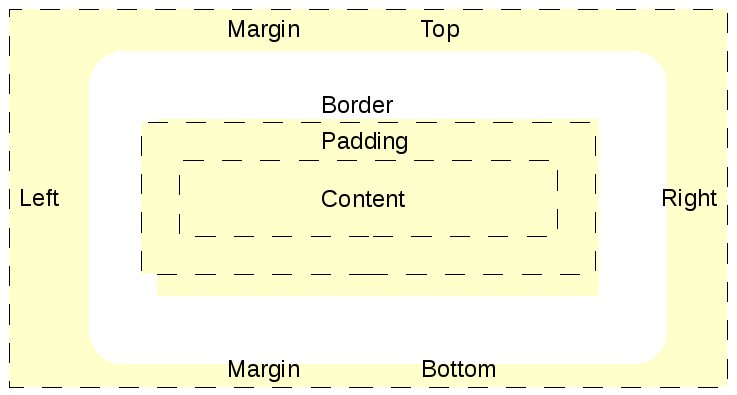 Margin Top
Border
Padding
Left Content Right
Margin Bottom